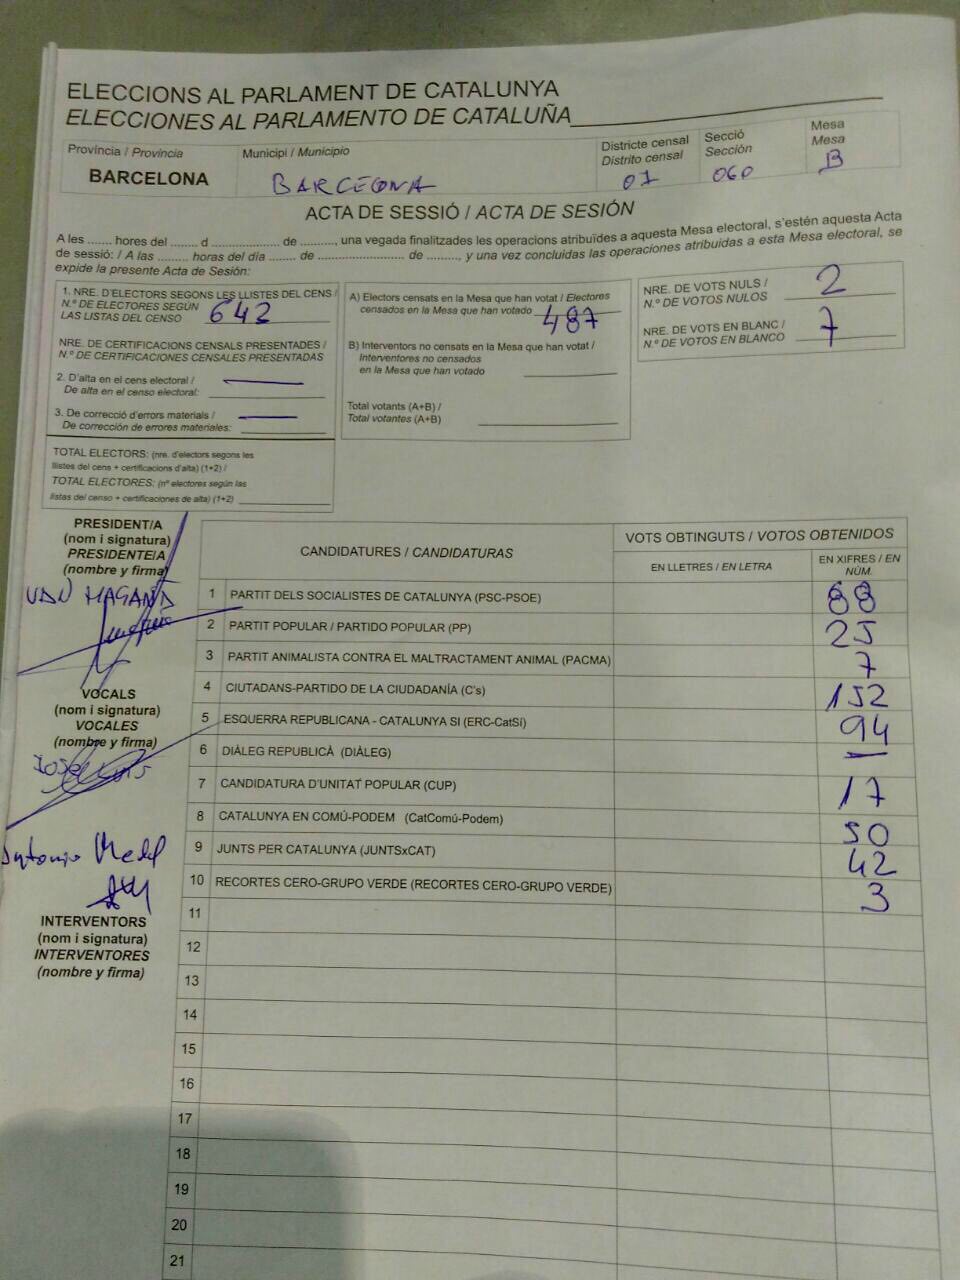 ELECCIONS AL PARLAMENT DE CATALUNYA
ELECCIONES AL PARLAMENTO DE CATALUÑA
Província / Provincia
BARCELONA
Municipi / Municipio
BARCELONA
Districte censal
Distrito censal
01
Secció
Sección
060
Mesa
Mesa
B
ACTA DE SESSIÓ / ACTA DE SESIÓN
A les ....... hores del ....... d ................. de .........., una vegada finalitzades les operacions atribuïdes a aquesta Mesa electoral, s'estén aquesta Acta
de sessió: / A las ........ horas del día ....... de ..................... de ........, y una vez concluidas las operaciones atribuidas a esta Mesa electoral, se
expide la presente Acta de Sesión:
1. NRE. D'ELECTORS SEGONS LES LLISTES DEL CENS /
N.º DE ELECTORES SEGÚN
LAS LISTAS DEL CENSO 642
NRE. DE CERTIFICACIONS CENSALS PRESENTADES /
N.º DE CERTIFICACIONES CENSALES PRESENTADAS
2. D'alta en el cens electoral /
De alta en el censo electoral:
3. De correcció d'errors materials /
De corrección de errores materiales:
TOTAL ELECTORS: (nre. d'electors segons les
llistes del cens + certificacions d'alta) (1+2) /
TOTAL ELECTORES: (nº electores según las
listas del censo + certificaciones de alta) (1+2)
A) Electors censats en la Mesa que han votat / Electores
censados en la Mesa que han votado 487
B) Interventors no censats en la Mesa que han votat /
Interventores no censados
en la Mesa que han votado
Total votants (A+B) /
Total votantes (A+B)
NRE. DE VOTS NULS /
N.º DE VOTOS NULOS 2
NRE. DE VOTS EN BLANC /
N.º DE VOTOS EN BLANCO 7
PRESIDENT/A
(nom i signatura)
PRESIDENTE/A
(nombre y firma)
VOCALS
(nom i signatura)
VOCALES
(nombre y firma)
Antonio
INTERVENTORS
(nom i signatura)
INTERVENTORES
(nombre y firma)
CANDIDATURES / CANDIDATURAS
VOTS OBTINGUTS / VOTOS OBTENIDOS
EN LLETRES / EN LETRA
EN XIFRES / EN NÚM.
1 PARTIT DELS SOCIALISTES DE CATALUNYA (PSC-PSOE) 88
2 PARTIT POPULAR / PARTIDO POPULAR (PP) 25
3 PARTIT ANIMALISTA CONTRA EL MALTRACTAMENT ANIMAL (PACMA) 7
4 CIUTADANS-PARTIDO DE LA CIUDADANÍA (C's) 152
5 ESQUERRA REPUBLICANA - CATALUNYA SI (ERC-CatSí) 94
6 DIÀLEG REPUBLICÀ (DIÀLEG) —
7 CANDIDATURA D'UNITAT POPULAR (CUP) 17
8 CATALUNYA EN COMÚ-PODEM (CatComú-Podem) 50
9 JUNTS PER CATALUNYA (JUNTSxCAT) 42
10 RECORTES CERO-GRUPO VERDE (RECORTES CERO-GRUPO VERDE) 3
11
12
13
14
15
16
17
18
19
20
21